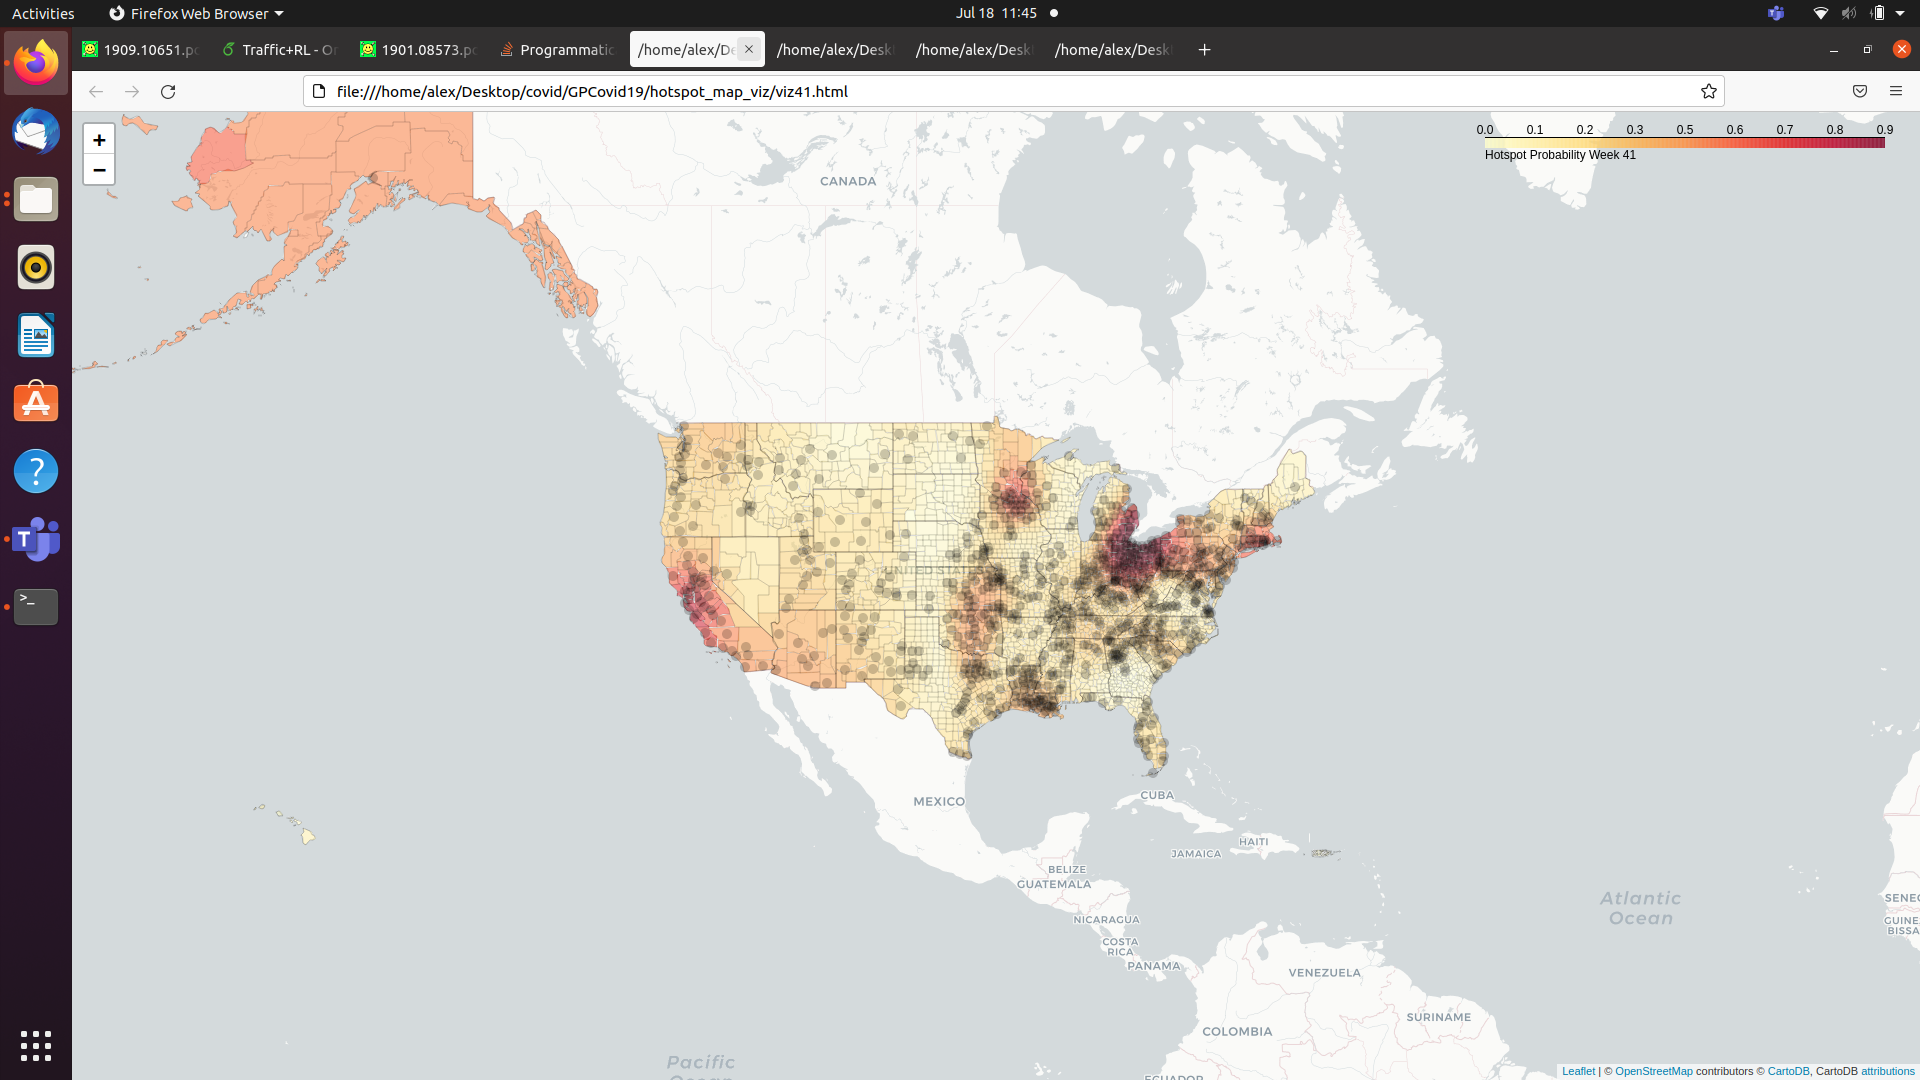 Activities
Firefox Web Browser
Jul 18 11:45
1909.10651.p
Traffic+RL - O
1901.08573.p
Programmatic
/home/alex/De
/home/alex/Desk
/home/alex/Desk
/home/alex/Desk
file:///home/alex/Desktop/covid/GPCovid19/hotspot_map_viz/viz41.html
+
−
0.0 0.1 0.2 0.3 0.4 0.5 0.6 0.7 0.8 0.9
Hotspot Probability Week 41
CANADA
UNITED STATES
MEXICO
CUBA
HAITI
JAMAICA
BELIZE
GUATEMALA
NICARAGUA
COSTA
RICA
PANAMA
VENEZUELA
SURINAME
COLOMBIA
ECUADOR
Atlantic
Ocean
SENEG
GUINE
BISSA
Pacific
Ocean
Leaflet | © OpenStreetMap contributors © CartoDB, CartoDB attributions